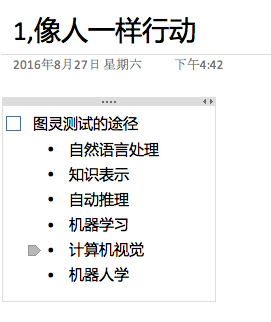 1,像人一样行动
2016年8月27日 星期六 下午4:42
图灵测试的途径
• 自然语言处理
• 知识表示
• 自动推理
• 机器学习
• 计算机视觉
• 机器人学